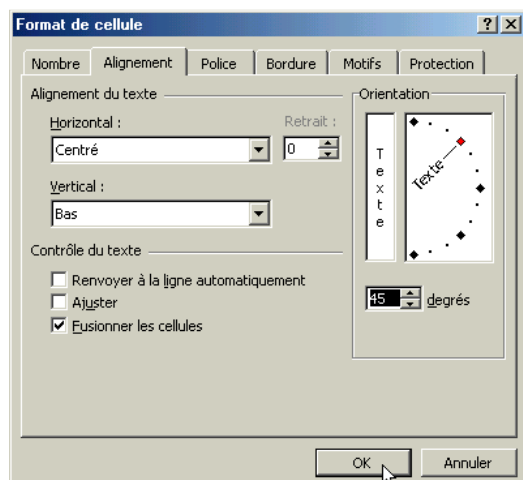 Format de cellule
Nombre Alignement Police Bordure Motifs Protection
Alignement du texte
Horizontal : Retrait :
Centré 0
Vertical :
Bas
Contrôle du texte
Renvoyer à la ligne automatiquement
Ajuster
Fusionner les cellules
Orientation
Texte
Texte
45 degrés
OK Annuler